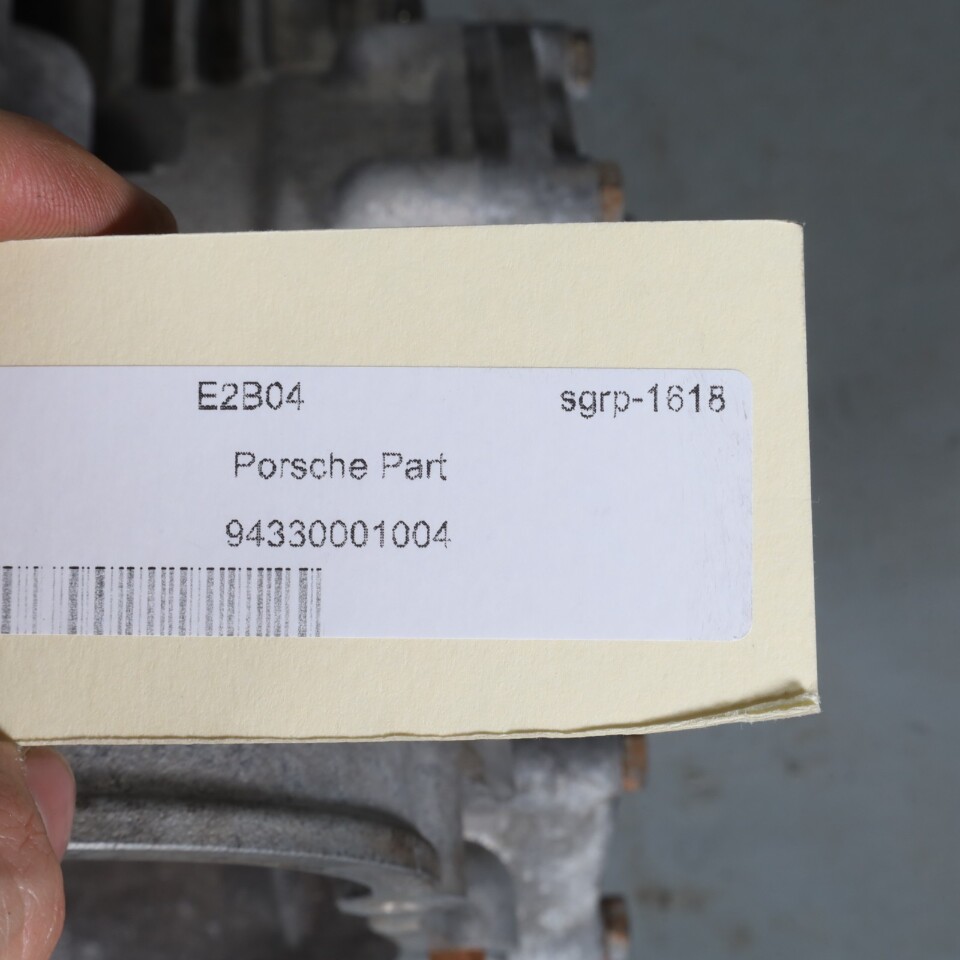 E2B04 sgrp-1618
Porsche Part
94330001004